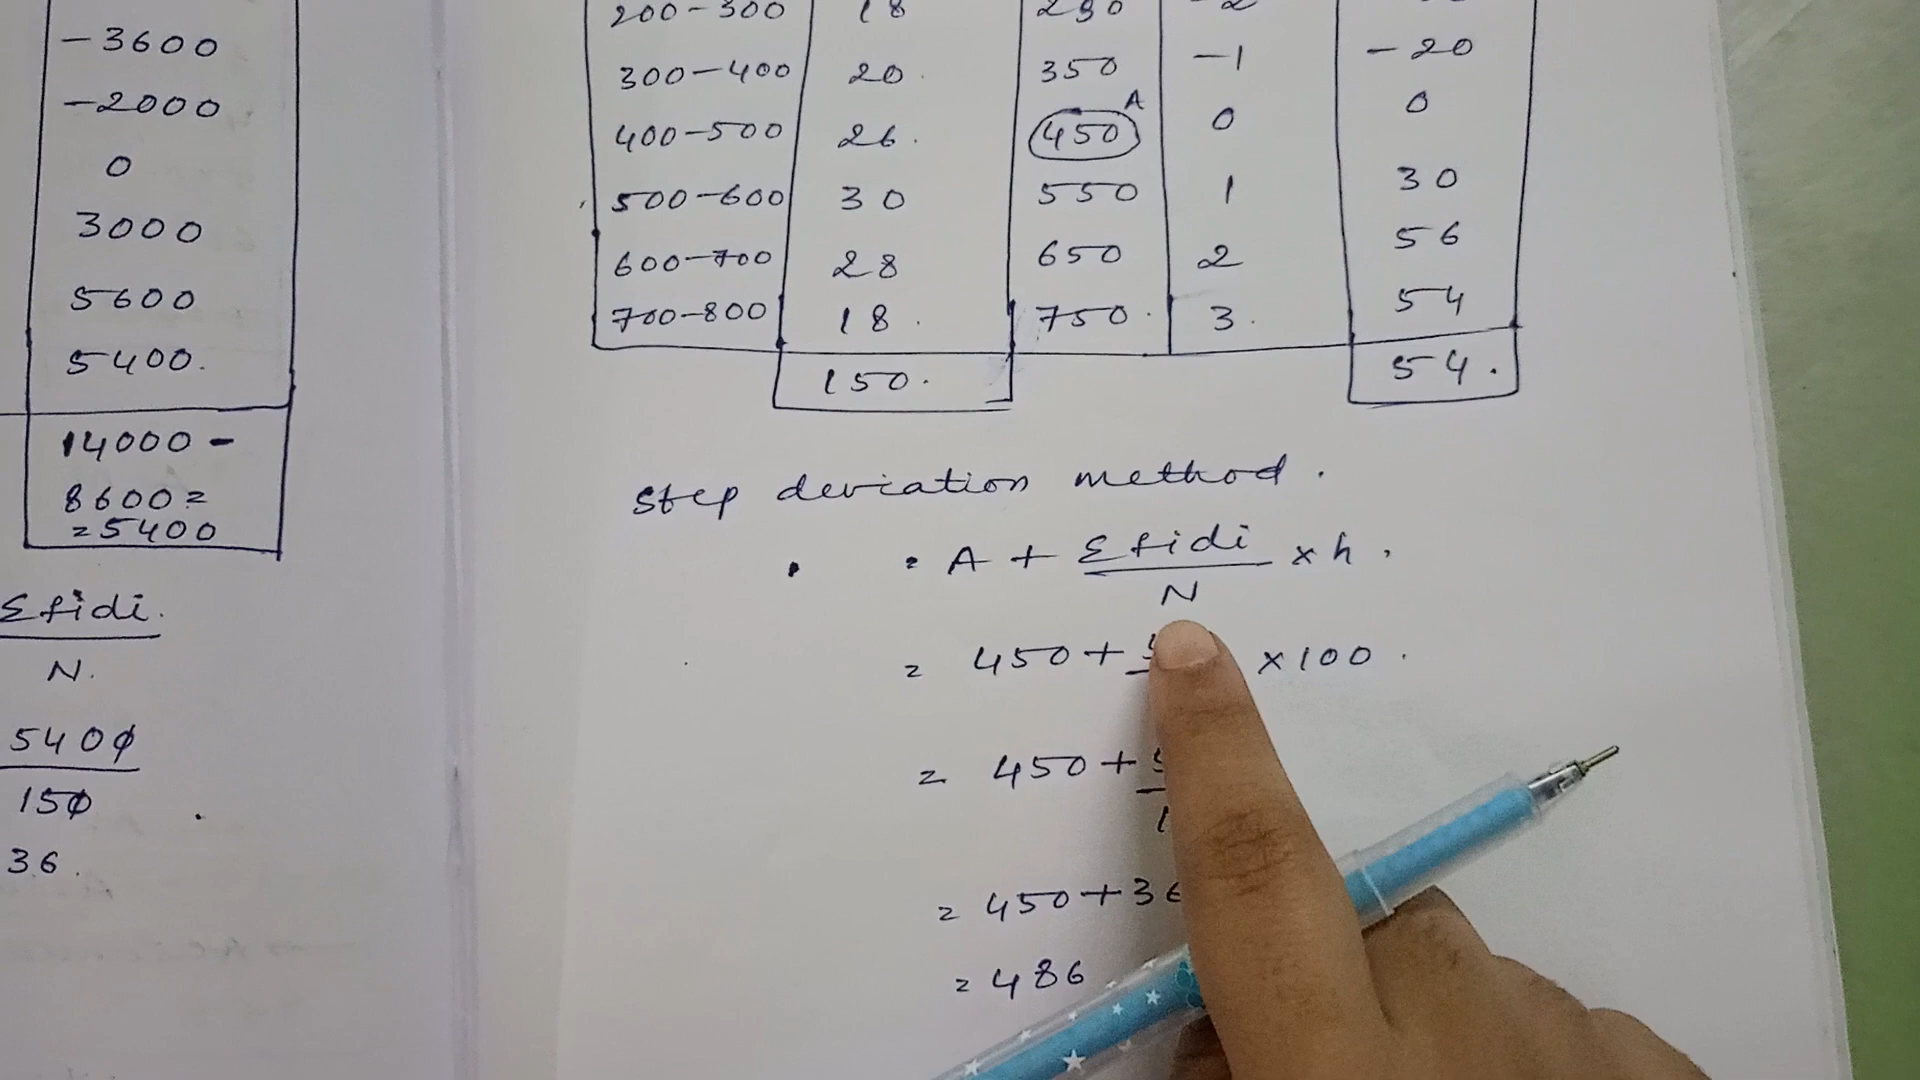 -3600
-2000
0
3000
5600
5400.
14000-
8600=
=5400
Σfidi.
N.
5400
150
36.
200-300 18 250 -2
300-400 20. 350 -1 -20
A
400-500 26. 450 0 0
500-600 30 550 1 30
600-700 28 650 2 56
700-800 18. 750. 3. 54
150. 54.
Step deviation method.
= A + Σfidi × h.
N
= 450+ ×100.
= 450+
= 450+36
= 486